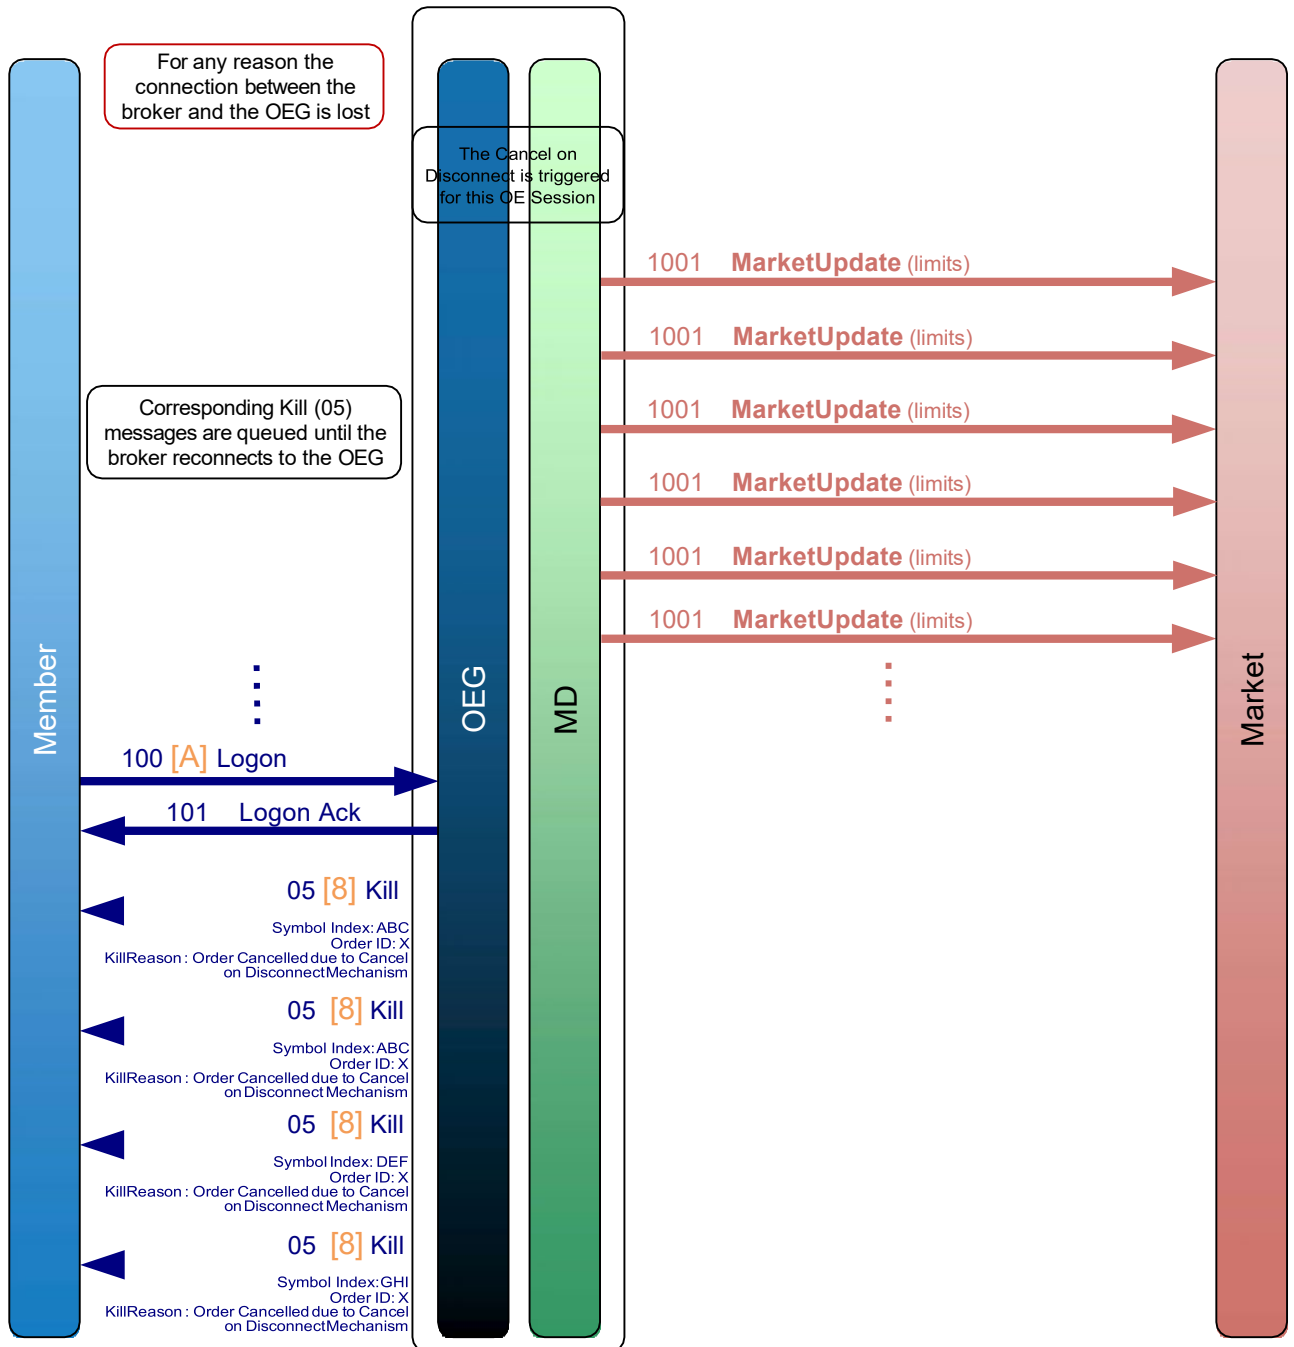 For any reason the
connection between the
broker and the OEG is lost
The Cancel on
Disconnect is triggered
for this OE Session
1001 MarketUpdate (limits)
1001 MarketUpdate (limits)
Corresponding Kill (05)
messages are queued until the
broker reconnects to the OEG
1001 MarketUpdate (limits)
1001 MarketUpdate (limits)
1001 MarketUpdate (limits)
1001 MarketUpdate (limits)
Member
OEG
MD
Market
100 [A] Logon
101 Logon Ack
05 [8] Kill
Symbol Index: ABC
Order ID: X
KillReason : Order Cancelled due to Cancel
on Disconnect Mechanism
05 [8] Kill
Symbol Index: ABC
Order ID: X
KillReason : Order Cancelled due to Cancel
on Disconnect Mechanism
05 [8] Kill
Symbol Index: DEF
Order ID: X
KillReason : Order Cancelled due to Cancel
on Disconnect Mechanism
05 [8] Kill
Symbol Index: GHI
Order ID: X
KillReason : Order Cancelled due to Cancel
on Disconnect Mechanism